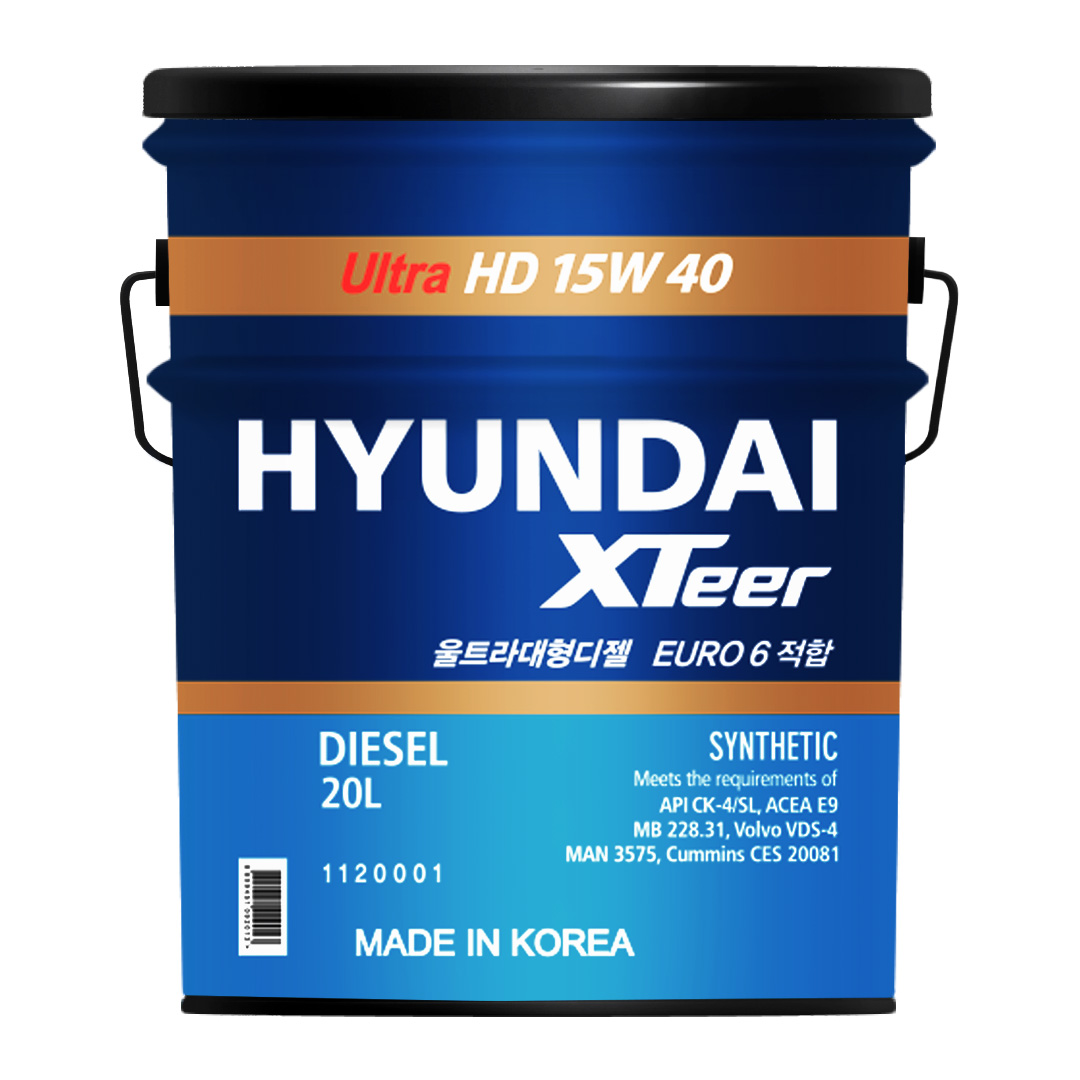 Ultra HD 15W 40
HYUNDAI
XTeer
울트라대형디젤 EURO 6 적합
DIESEL
20L
SYNTHETIC
Meets the requirements of
API CK-4/SL, ACEA E9
MB 228.31, Volvo VDS-4
MAN 3575, Cummins CES 20081
1120001
MADE IN KOREA